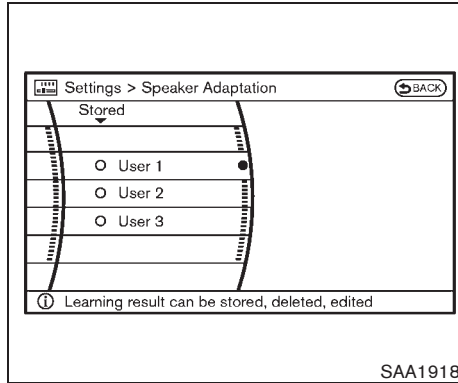 Settings > Speaker Adaptation
BACK
Stored
User 1
User 2
User 3
Learning result can be stored, deleted, edited
SAA1918